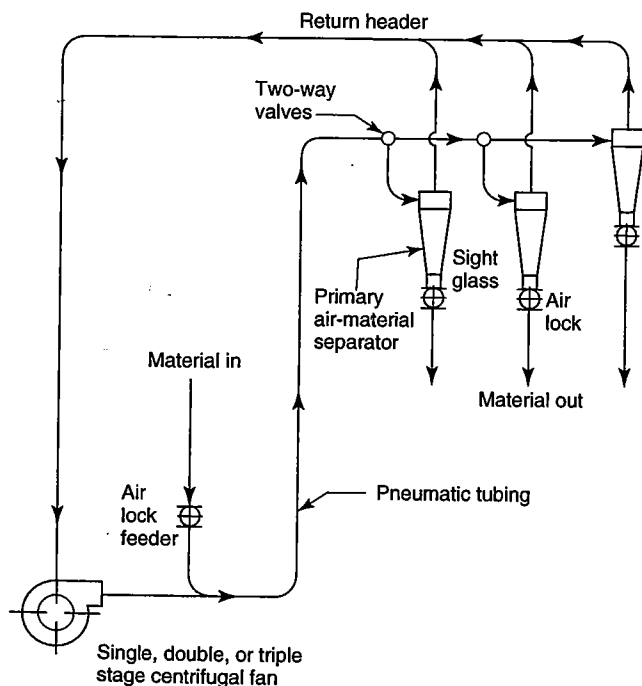 Return header
Two-way
valves
Sight
glass
Primary
air-material
separator
Air
lock
Material in
Material out
Air
lock
feeder
Pneumatic tubing
Single, double, or triple
stage centrifugal fan